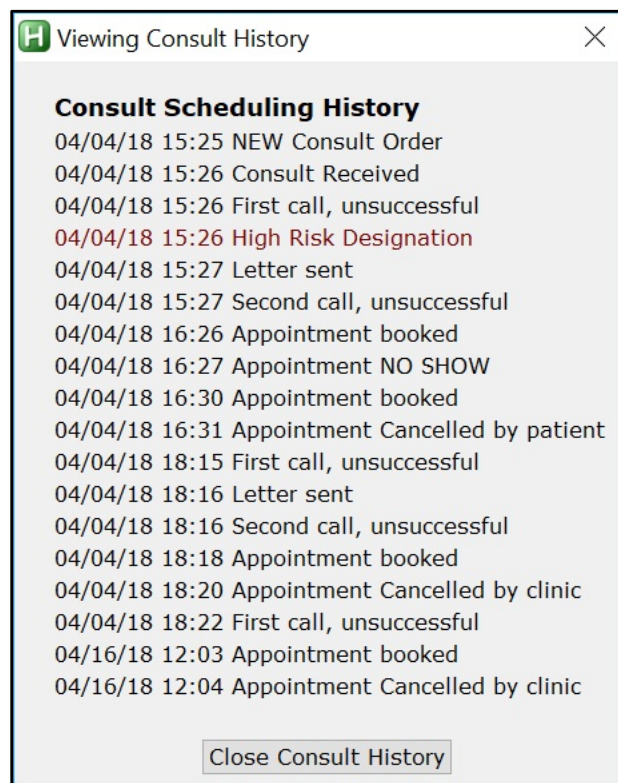 H Viewing Consult History
Consult Scheduling History
04/04/18 15:25 NEW Consult Order
04/04/18 15:26 Consult Received
04/04/18 15:26 First call, unsuccessful
04/04/18 15:26 High Risk Designation
04/04/18 15:27 Letter sent
04/04/18 15:27 Second call, unsuccessful
04/04/18 16:26 Appointment booked
04/04/18 16:27 Appointment NO SHOW
04/04/18 16:30 Appointment booked
04/04/18 16:31 Appointment Cancelled by patient
04/04/18 18:15 First call, unsuccessful
04/04/18 18:16 Letter sent
04/04/18 18:16 Second call, unsuccessful
04/04/18 18:18 Appointment booked
04/04/18 18:20 Appointment Cancelled by clinic
04/04/18 18:22 First call, unsuccessful
04/16/18 12:03 Appointment booked
04/16/18 12:04 Appointment Cancelled by clinic
Close Consult History